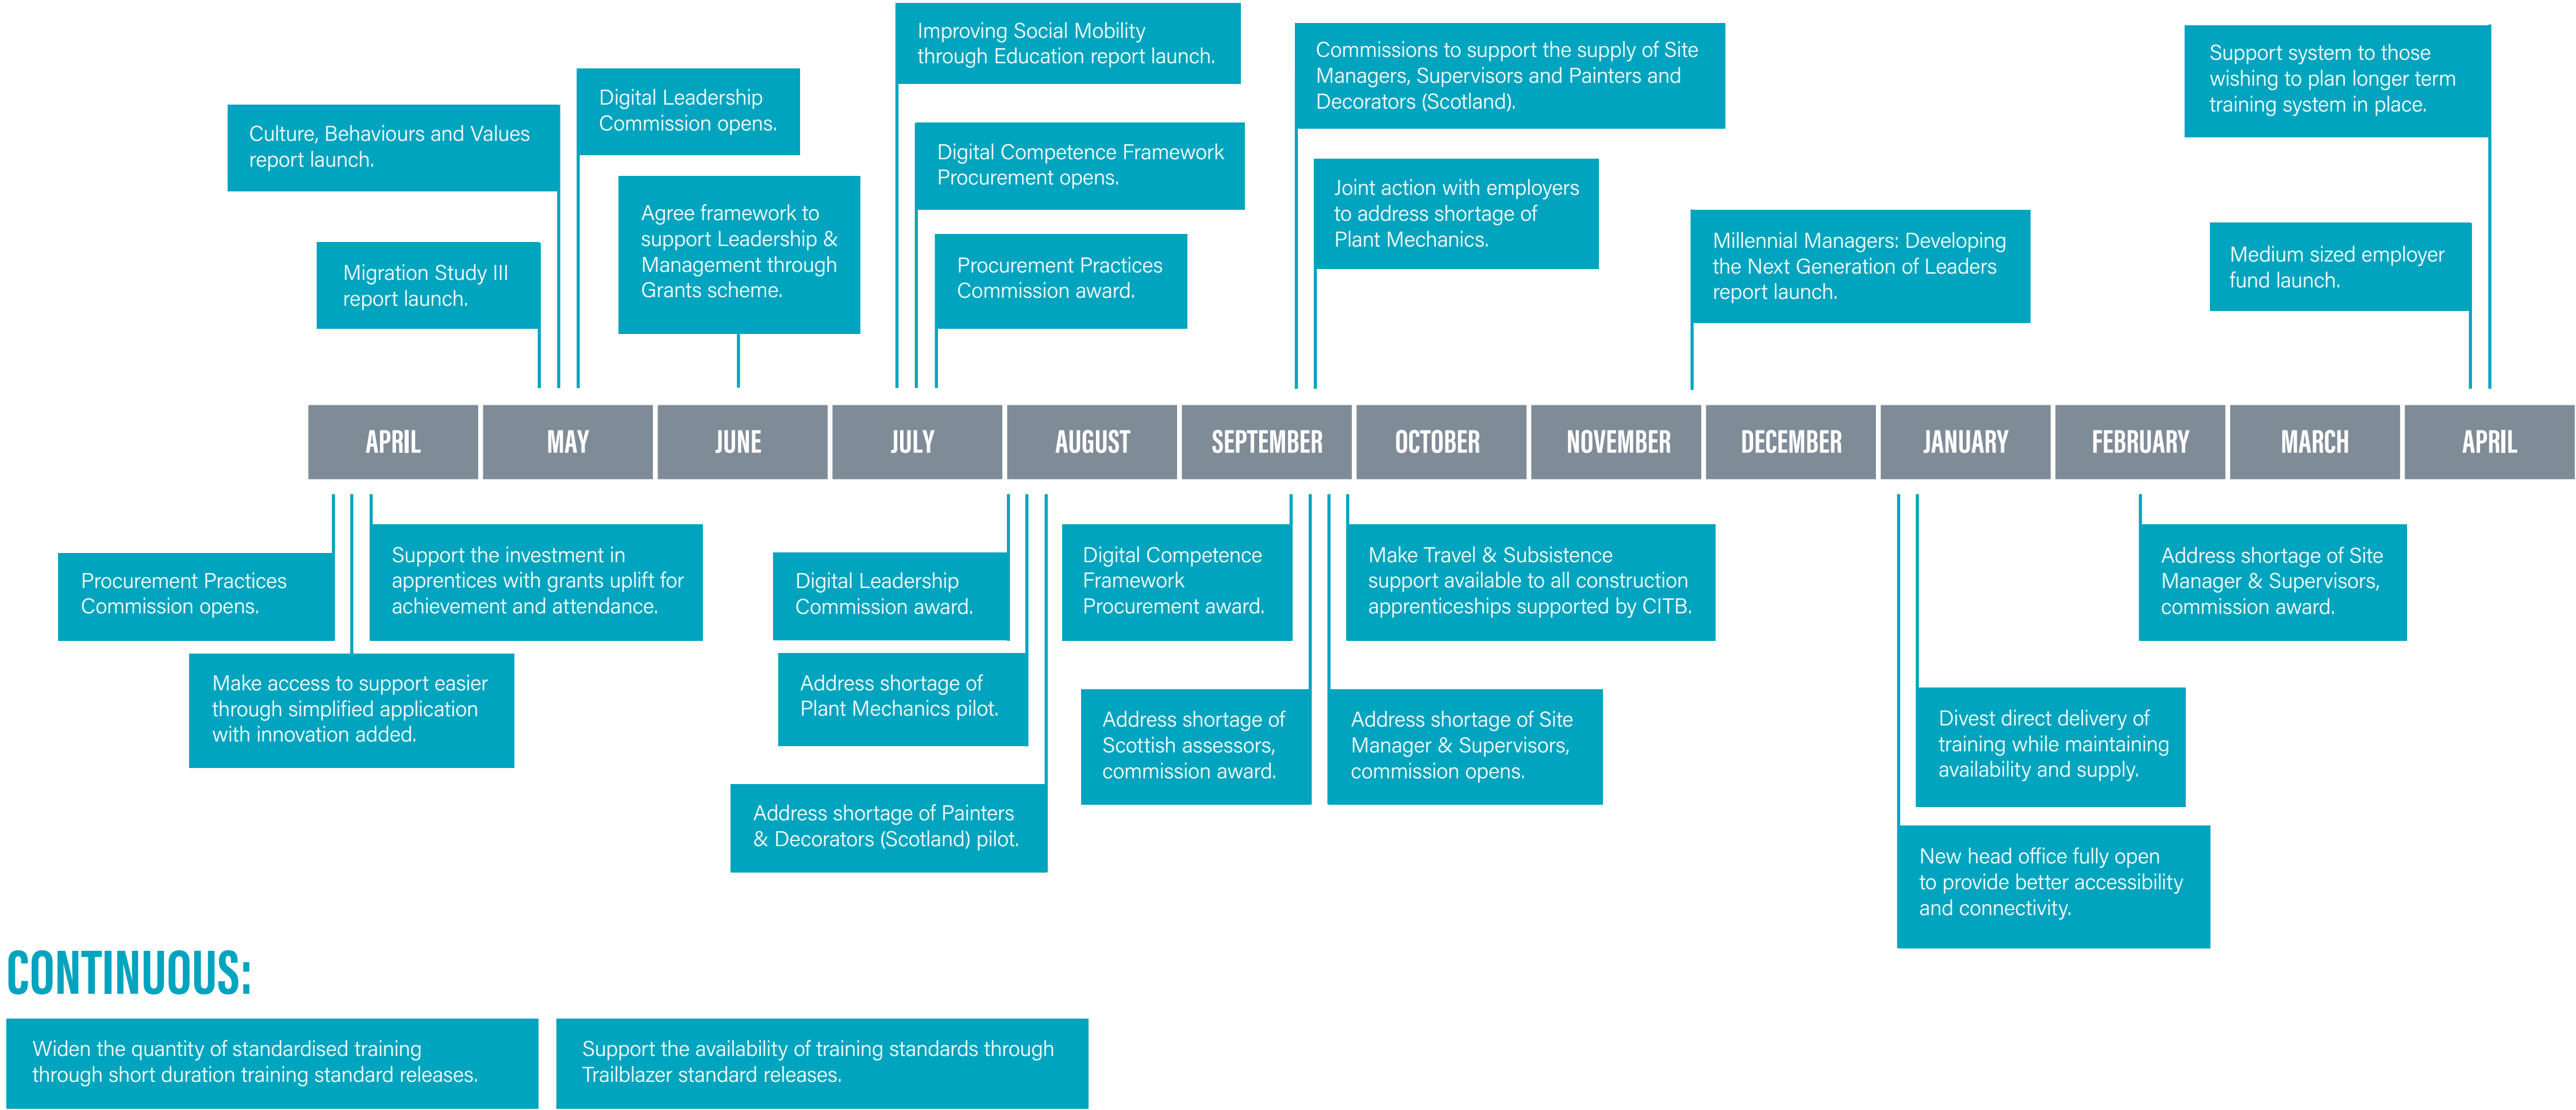 Improving Social Mobility
through Education report launch.
Commissions to support the supply of Site
Managers, Supervisors and Painters and
Decorators (Scotland).
Support system to those
wishing to plan longer term
training system in place.
Digital Leadership
Commission opens.
Culture, Behaviours and Values
report launch.
Digital Competence Framework
Procurement opens.
Joint action with employers
to address shortage of
Plant Mechanics.
Agree framework to
support Leadership &
Management through
Grants scheme.
Millennial Managers: Developing
the Next Generation of Leaders
report launch.
Medium sized employer
fund launch.
Migration Study III
report launch.
Procurement Practices
Commission award.
APRIL
MAY
JUNE
JULY
AUGUST
SEPTEMBER
OCTOBER
NOVEMBER
DECEMBER
JANUARY
FEBRUARY
MARCH
APRIL
Procurement Practices
Commission opens.
Support the investment in
apprentices with grants uplift for
achievement and attendance.
Digital Leadership
Commission award.
Digital Competence
Framework
Procurement award.
Make Travel & Subsistence
support available to all construction
apprenticeships supported by CITB.
Address shortage of Site
Manager & Supervisors,
commission award.
Make access to support easier
through simplified application
with innovation added.
Address shortage of
Plant Mechanics pilot.
Address shortage of
Scottish assessors,
commission award.
Address shortage of Site
Manager & Supervisors,
commission opens.
Divest direct delivery of
training while maintaining
availability and supply.
Address shortage of Painters
& Decorators (Scotland) pilot.
New head office fully open
to provide better accessibility
and connectivity.
CONTINUOUS:
Widen the quantity of standardised training
through short duration training standard releases.
Support the availability of training standards through
Trailblazer standard releases.